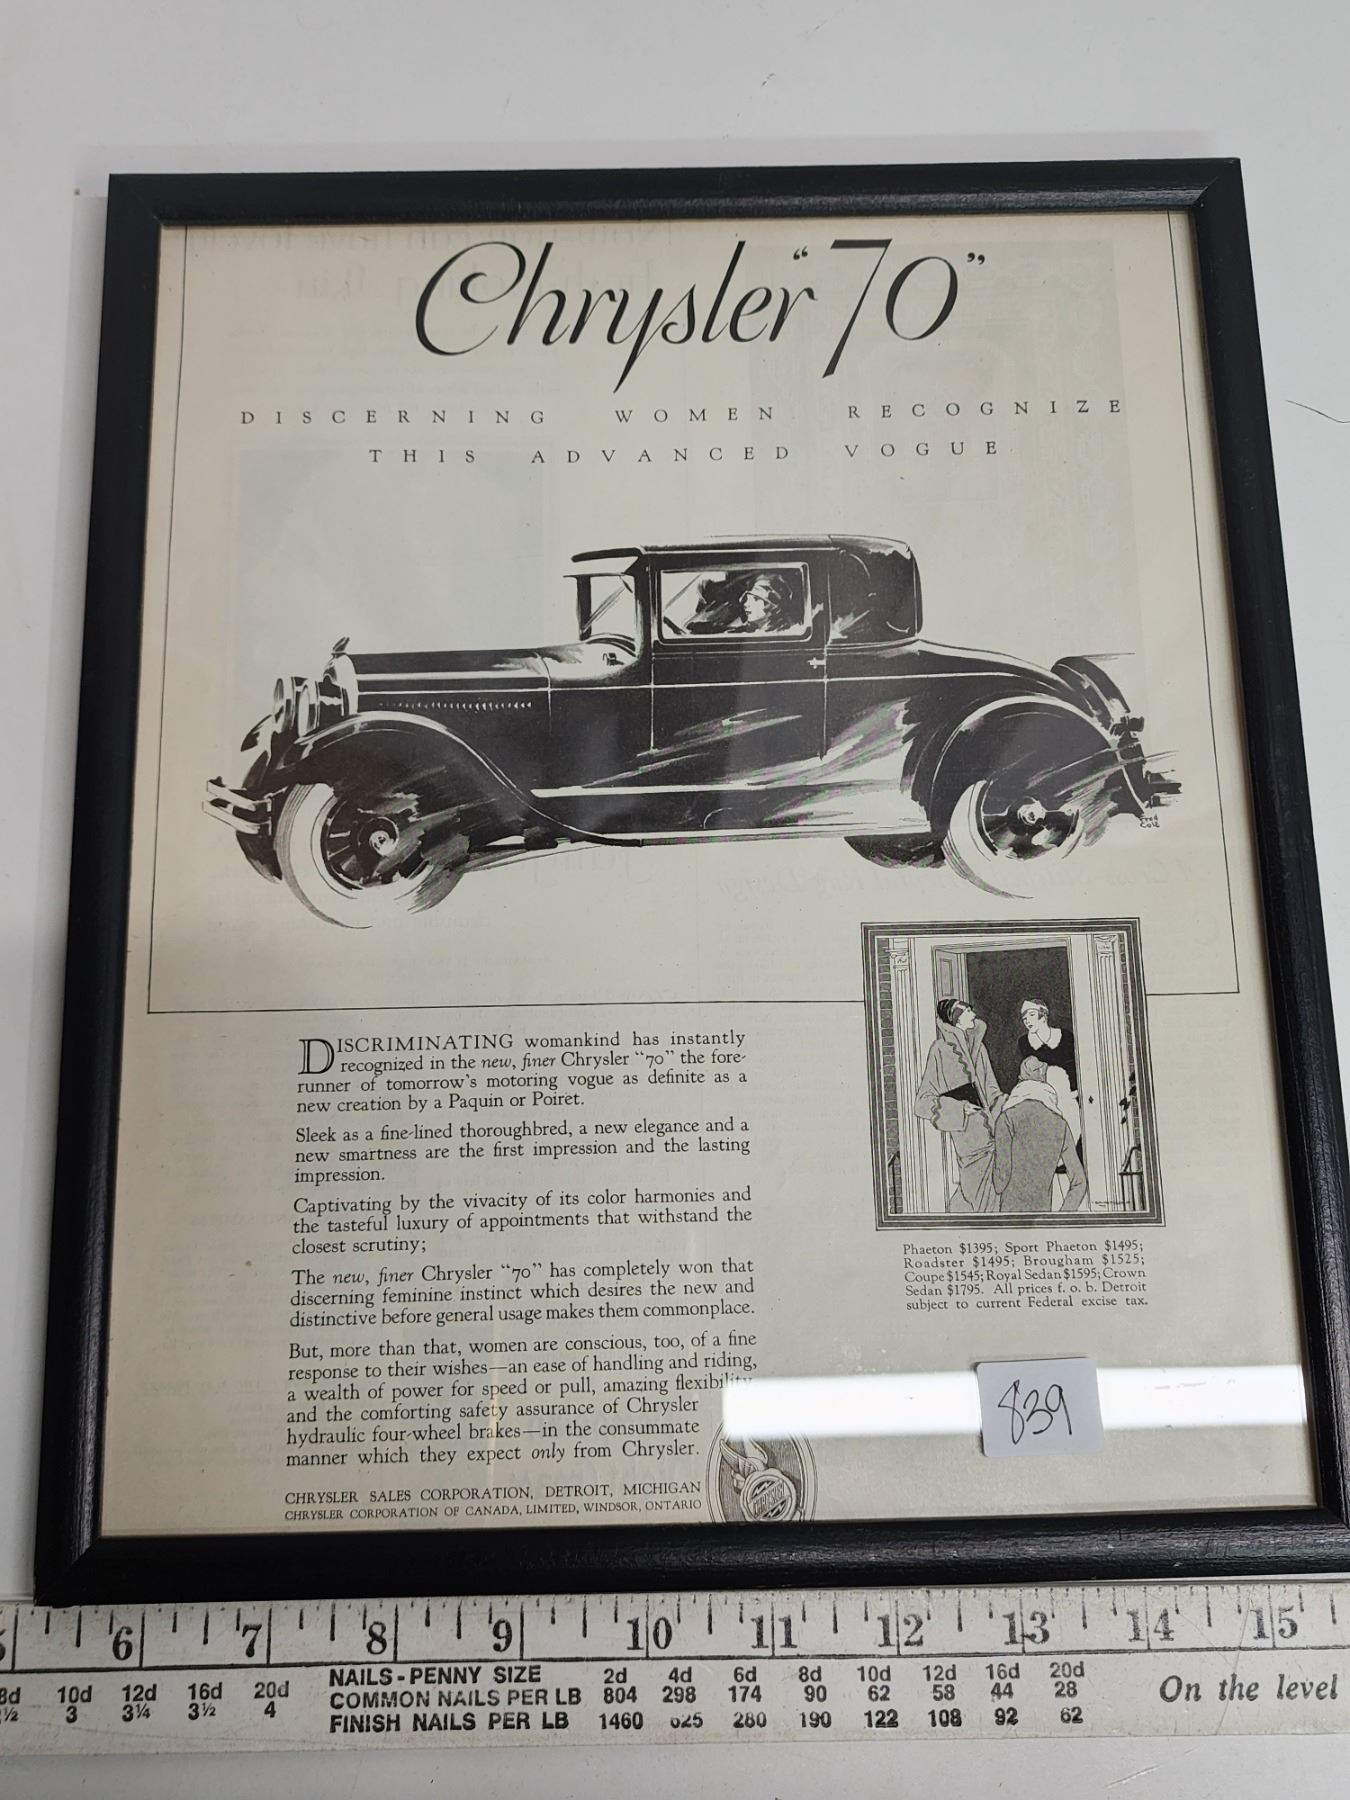 Chrysler "70"
DISCERNING WOMEN RECOGNIZE
THIS ADVANCED VOGUE
Fred
Cole
DISCRIMINATING womankind has instantly
recognized in the new, finer Chrysler "70" the fore-
runner of tomorrow's motoring vogue as definite as a
new creation by a Paquin or Poiret.
Sleek as a fine-lined thoroughbred, a new elegance and a
new smartness are the first impression and the lasting
impression.
Captivating by the vivacity of its color harmonies and
the tasteful luxury of appointments that withstand the
closest scrutiny;
The new, finer Chrysler "70" has completely won that
discerning feminine instinct which desires the new and
distinctive before general usage makes them commonplace.
But, more than that, women are conscious, too, of a fine
response to their wishes—an ease of handling and riding,
a wealth of power for speed or pull, amazing flexibility
and the comforting safety assurance of Chrysler
hydraulic four-wheel brakes—in the consummate
manner which they expect only from Chrysler.
CHRYSLER SALES CORPORATION, DETROIT, MICHIGAN
CHRYSLER CORPORATION OF CANADA, LIMITED, WINDSOR, ONTARIO
Phaeton $1395; Sport Phaeton $1495;
Roadster $1495; Brougham $1525;
Coupe $1545; Royal Sedan $1595; Crown
Sedan $1795. All prices f. o. b. Detroit
subject to current Federal excise tax.
839
CHRYSLER
5 6 7 8 9 10 11 12 13 14 15
NAILS - PENNY SIZE 2d 4d 6d 8d 10d 12d 16d 20d
8d 10d 12d 16d 20d COMMON NAILS PER LB 804 298 174 90 62 58 44 28
½ 3 3¼ 3½ 4 FINISH NAILS PER LB 1460 625 280 190 122 108 92 62
On the level